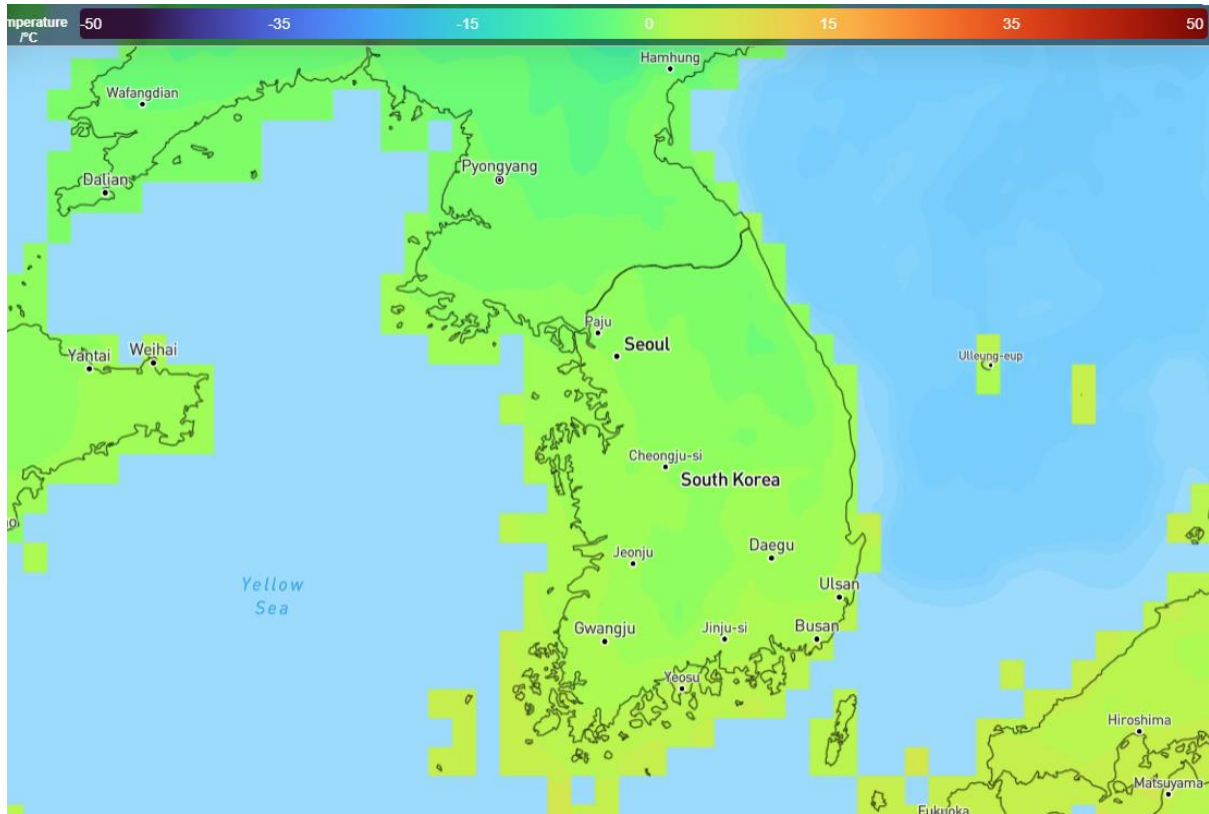 mperature
/°C
-50 -35 -15 0 15 35 50
Hamhung
Wafangdian
Pyongyang
Dalian
Paju
Seoul
Yantai Weihai
Ulleung-eup
Cheongju-si
South Korea
o
Jeonju
Daegu
Yellow
Sea
Ulsan
Gwangju
Jinju-si
Busan
Yeosu
Hiroshima
Matsuyama
Fukuoka